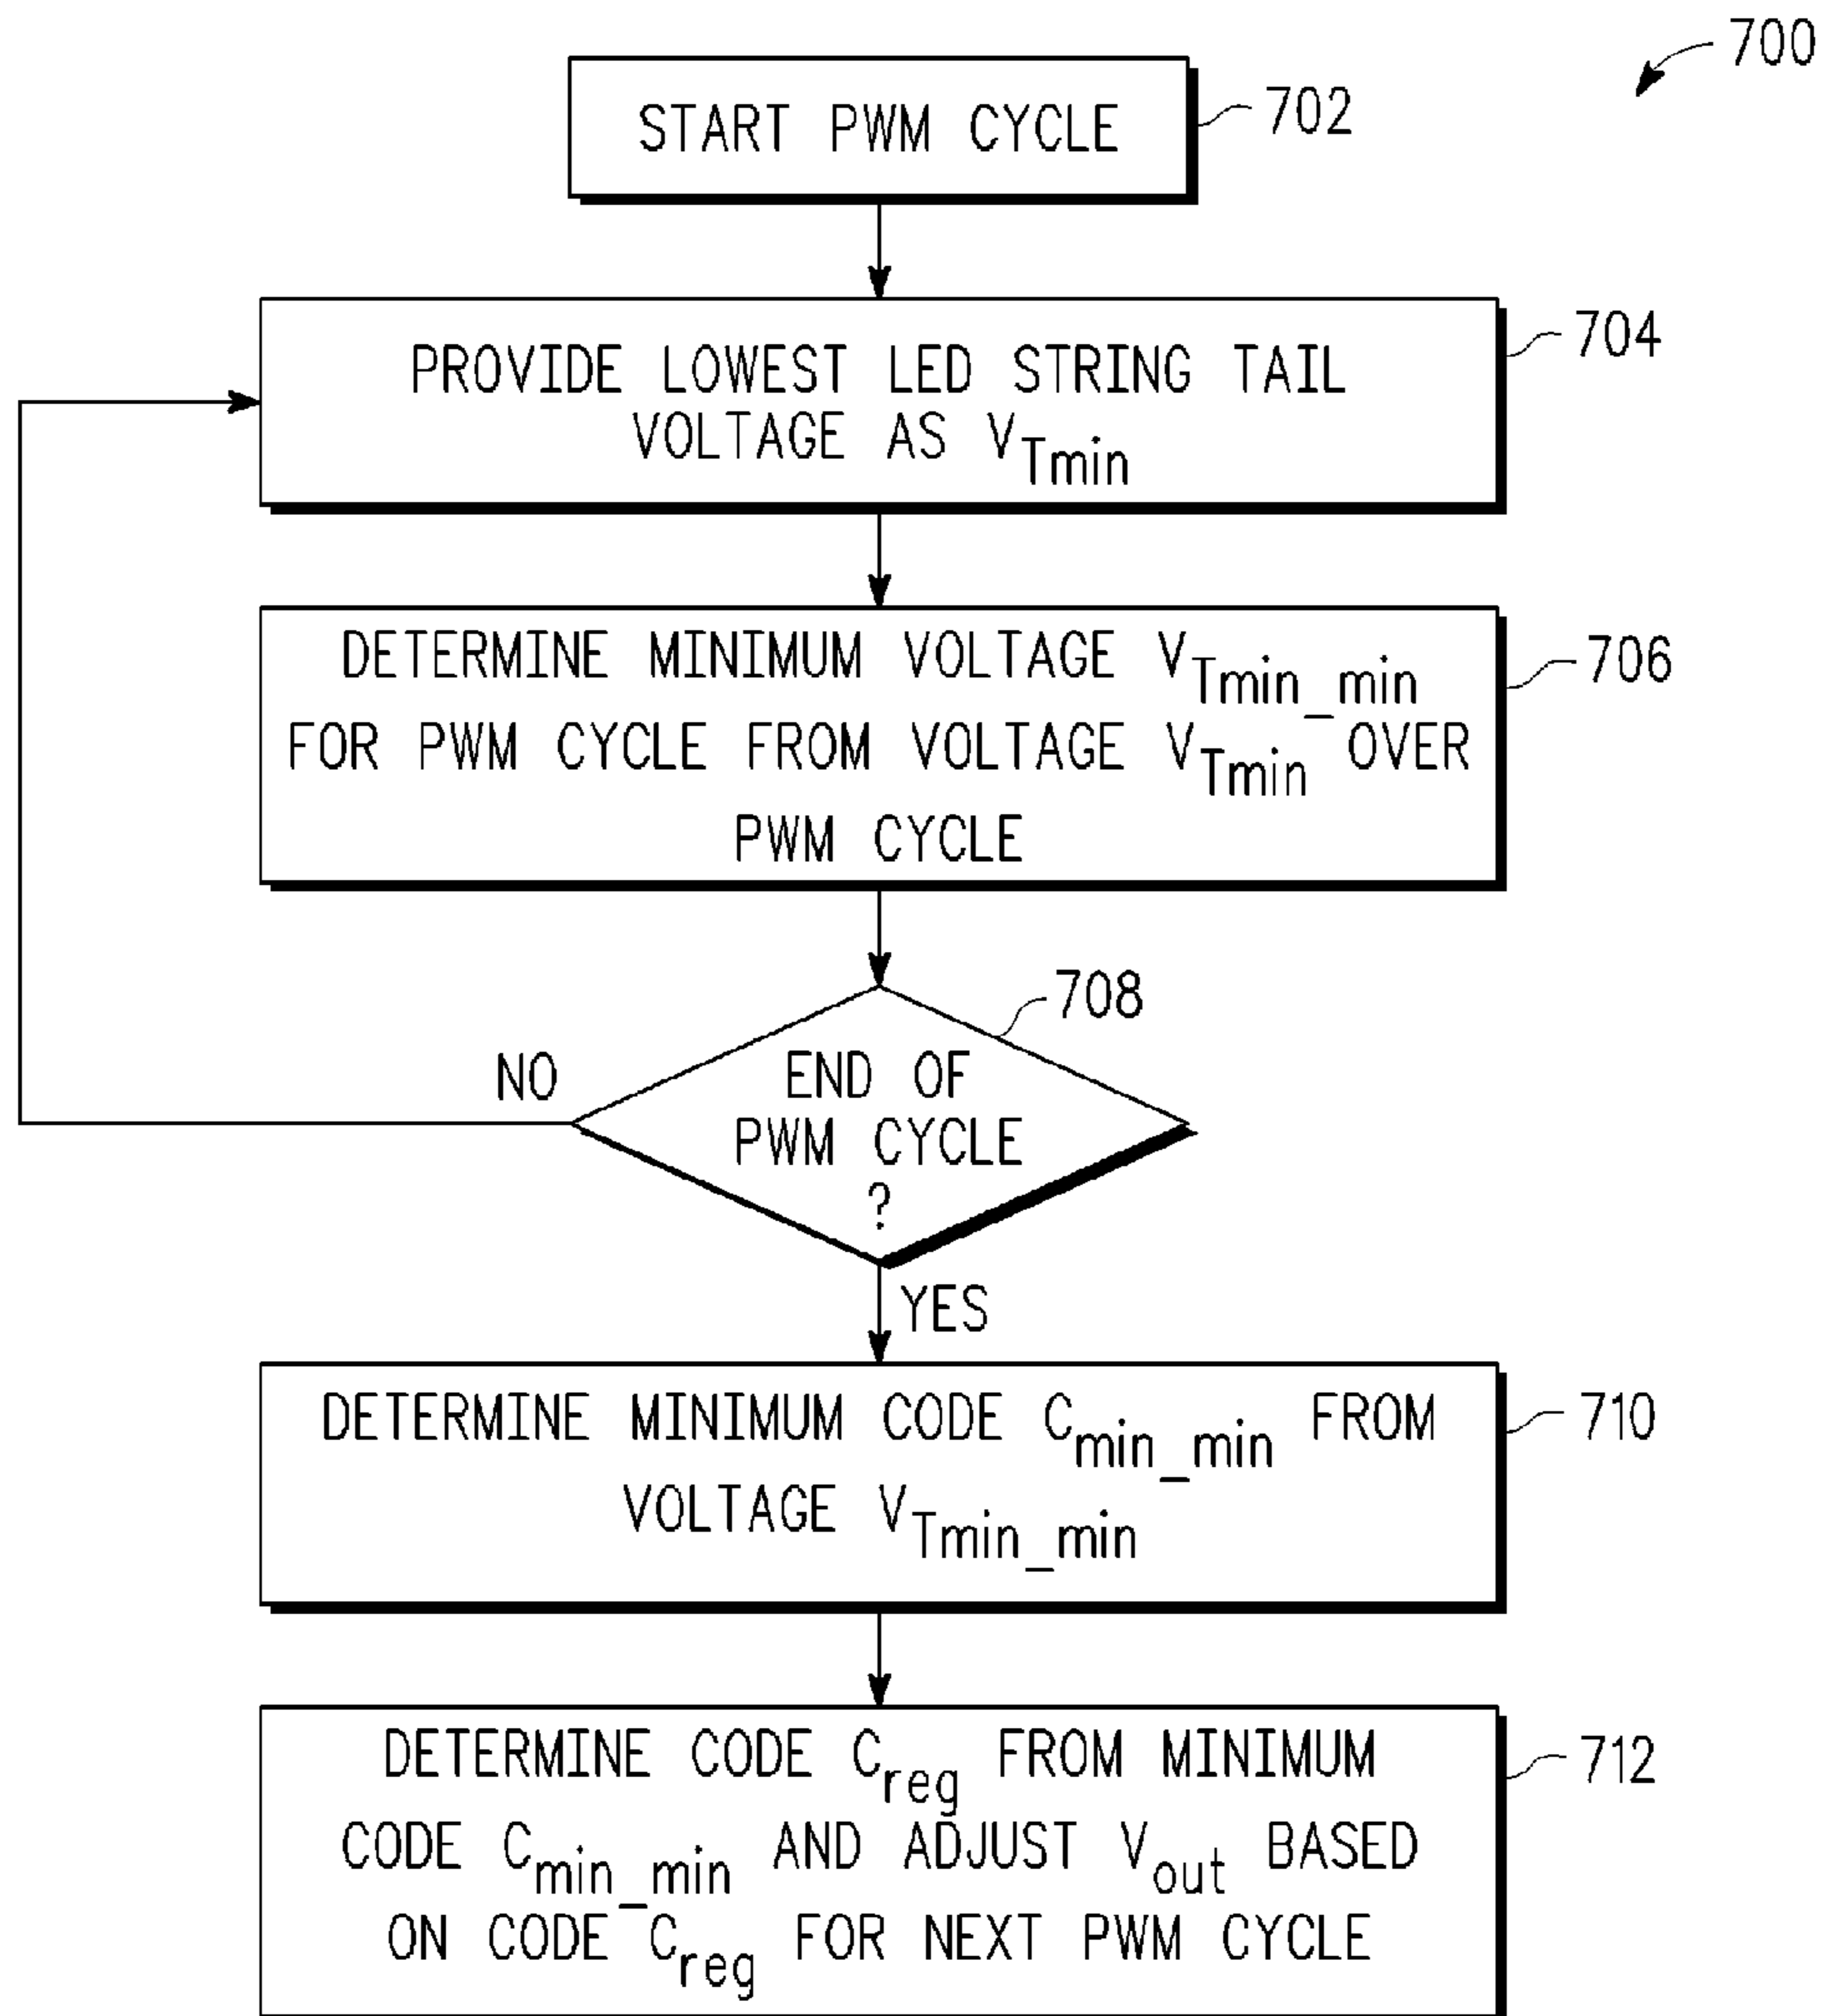 700
START PWM CYCLE
702
PROVIDE LOWEST LED STRING TAIL
VOLTAGE AS VTmin
704
DETERMINE MINIMUM VOLTAGE VTmin_min
FOR PWM CYCLE FROM VOLTAGE VTmin OVER
PWM CYCLE
706
END OF
PWM CYCLE
?
708
NO
YES
DETERMINE MINIMUM CODE Cmin_min FROM
VOLTAGE VTmin_min
710
DETERMINE CODE Creg FROM MINIMUM
CODE Cmin_min AND ADJUST Vout BASED
ON CODE Creg FOR NEXT PWM CYCLE
712